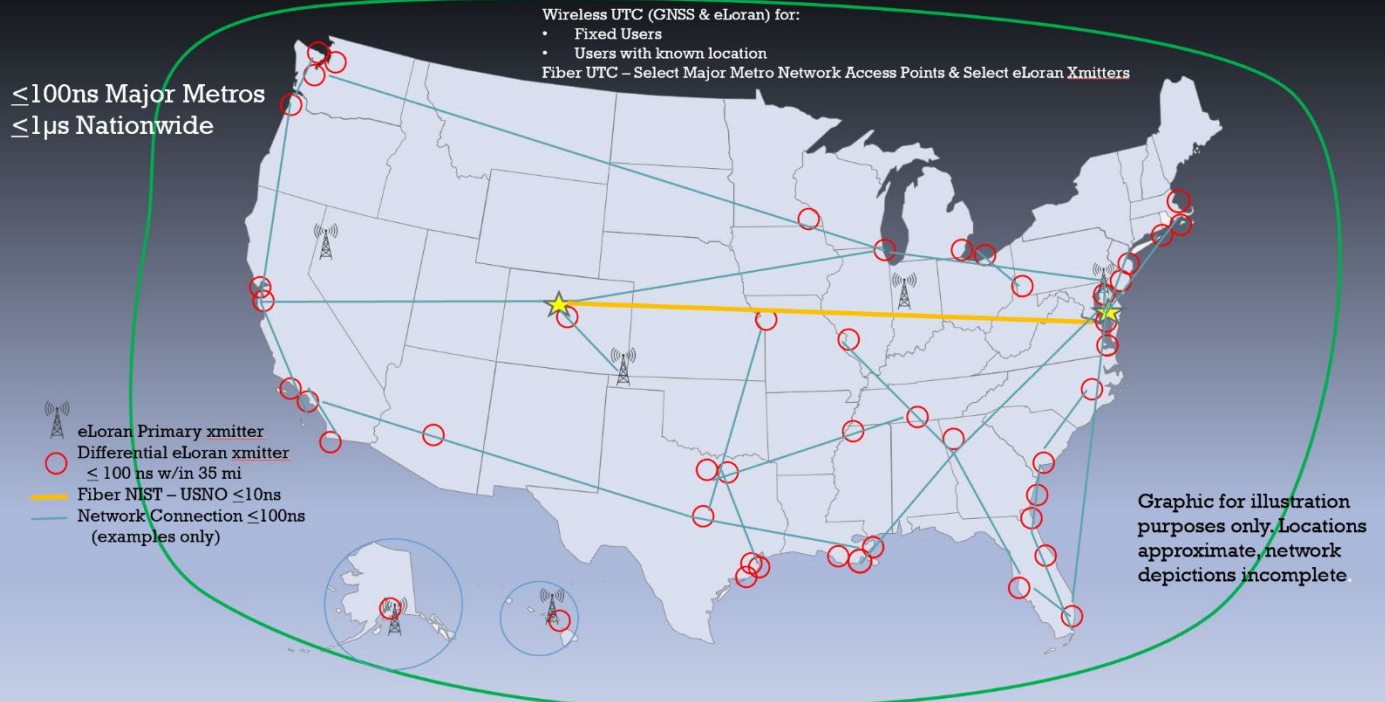 Wireless UTC (GNSS & eLoran) for:
• Fixed Users
• Users with known location
Fiber UTC – Select Major Metro Network Access Points & Select eLoran Xmitters
≤100ns Major Metros
≤1µs Nationwide
eLoran Primary xmitter
Differential eLoran xmitter
≤ 100 ns w/in 35 mi
Fiber NIST – USNO ≤10ns
Network Connection ≤100ns
(examples only)
Graphic for illustration
purposes only. Locations
approximate, network
depictions incomplete.